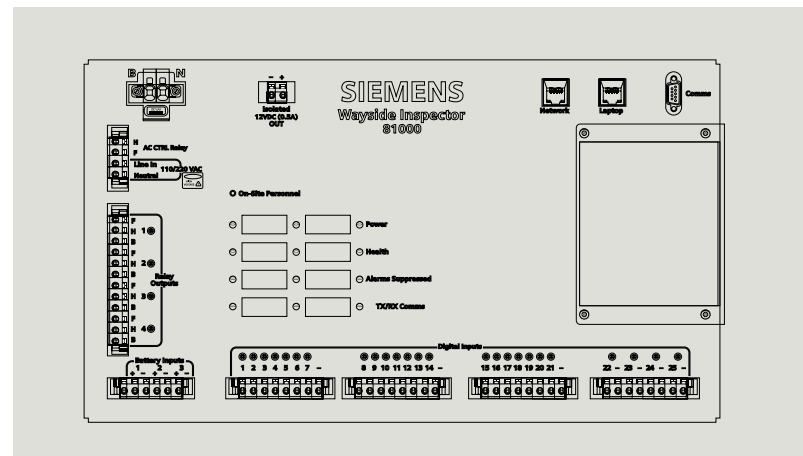 B N
- +
Isolated
12VDC (0.5A)
OUT
SIEMENS
Wayside Inspector
81000
Network
Laptop
Comms
H
F
AC CTRL Relay
Line In
Neutral
110/220 VAC
On-Site Personnel
Power
Health
Alarms Suppressed
TX/RX Comms
F
H 1
B
F
H 2
B
Relay
Outputs
F
H 3
B
F
H 4
B
Battery Inputs
1 2 3
+ - + - + -
Digital Inputs
1 2 3 4 5 6 7 -
8 9 10 11 12 13 14 -
15 16 17 18 19 20 21 -
22 - 23 - 24 - 25 -